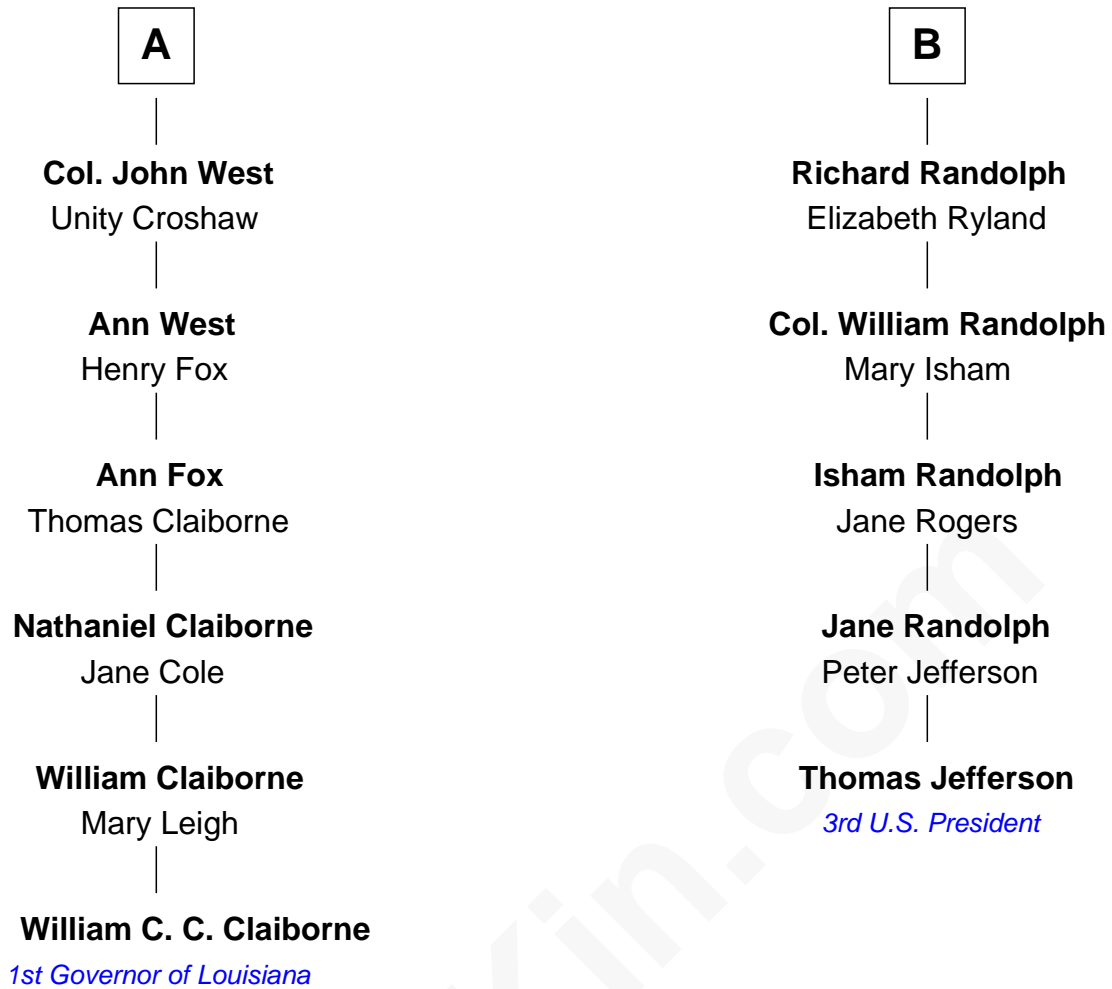 A
Col. John West
Unity Croshaw
Ann West
Henry Fox
Ann Fox
Thomas Claiborne
Nathaniel Claiborne
Jane Cole
William Claiborne
Mary Leigh
William C. C. Claiborne
1st Governor of Louisiana
B
Richard Randolph
Elizabeth Ryland
Col. William Randolph
Mary Isham
Isham Randolph
Jane Rogers
Jane Randolph
Peter Jefferson
Thomas Jefferson
3rd U.S. President
Kin.com